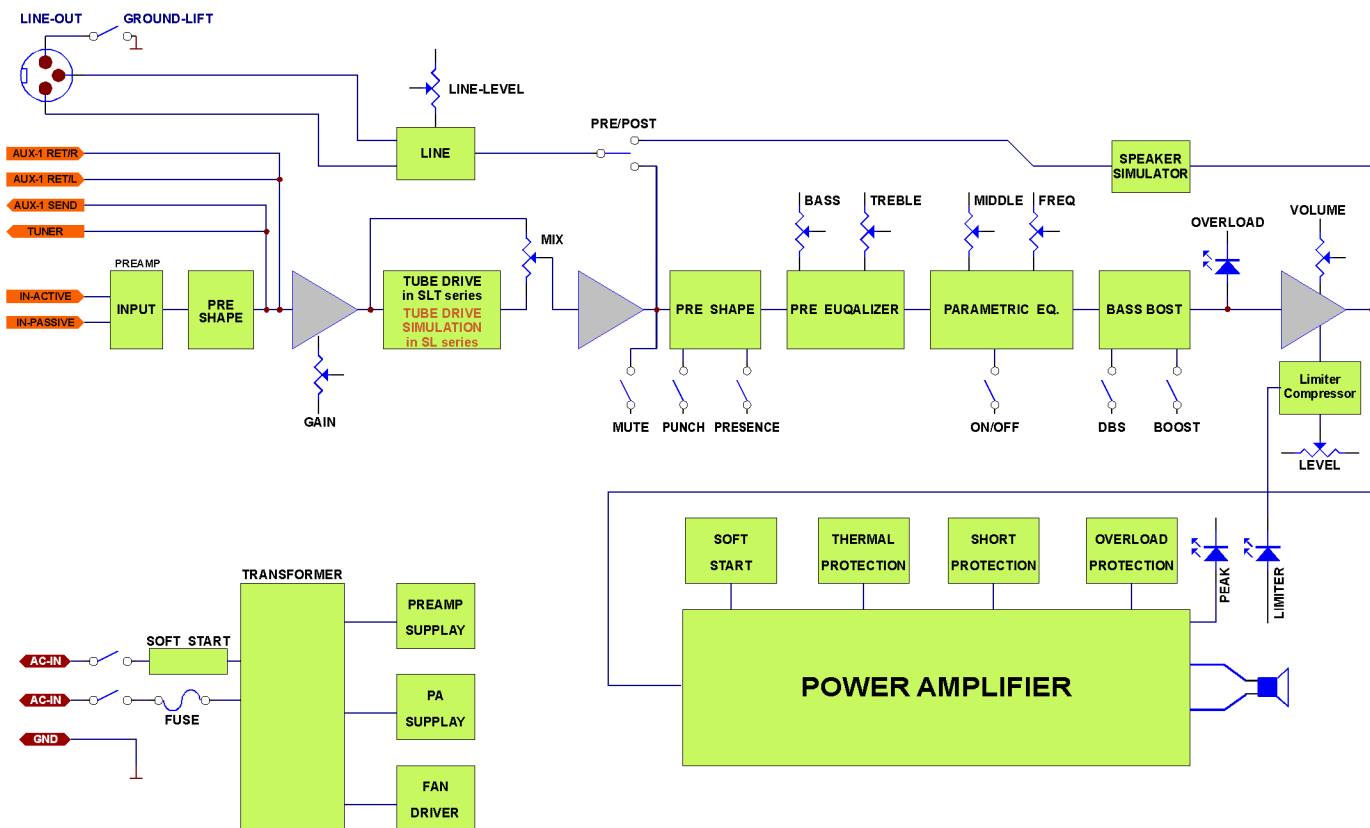 LINE-OUT GROUND-LIFT
LINE-LEVEL
PRE/POST
LINE
SPEAKER
SIMULATOR
AUX-1 RET/R
AUX-1 RET/L
AUX-1 SEND
TUNER
BASS
TREBLE
MIDDLE
FREQ
OVERLOAD
VOLUME
MIX
PREAMP
IN-ACTIVE
IN-PASSIVE
INPUT
PRE
SHAPE
TUBE DRIVE
in SLT series
TUBE DRIVE
SIMULATION
in SL series
PRE SHAPE
PRE EUQALIZER
PARAMETRIC EQ.
BASS BOST
Limiter
Compressor
GAIN
MUTE
PUNCH
PRESENCE
ON/OFF
DBS
BOOST
LEVEL
SOFT
START
THERMAL
PROTECTION
SHORT
PROTECTION
OVERLOAD
PROTECTION
PEAK
LIMITER
TRANSFORMER
PREAMP
SUPPLAY
SOFT START
AC-IN
AC-IN
FUSE
GND
PA
SUPPLAY
FAN
DRIVER
POWER AMPLIFIER